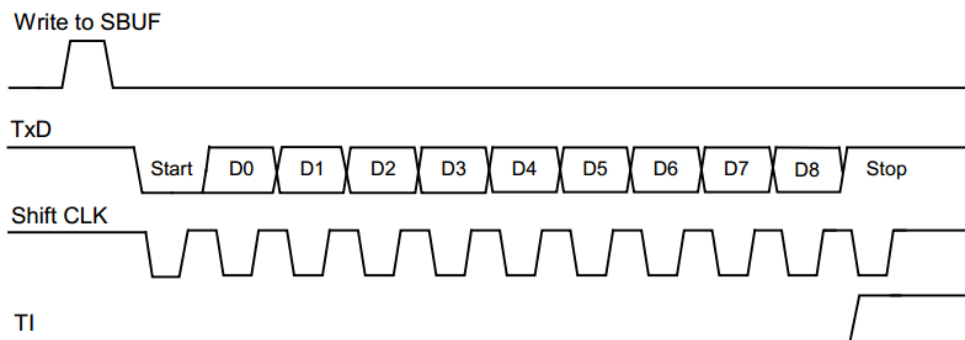 Write to SBUF
TxD
Start D0 D1 D2 D3 D4 D5 D6 D7 D8 Stop
Shift CLK
TI